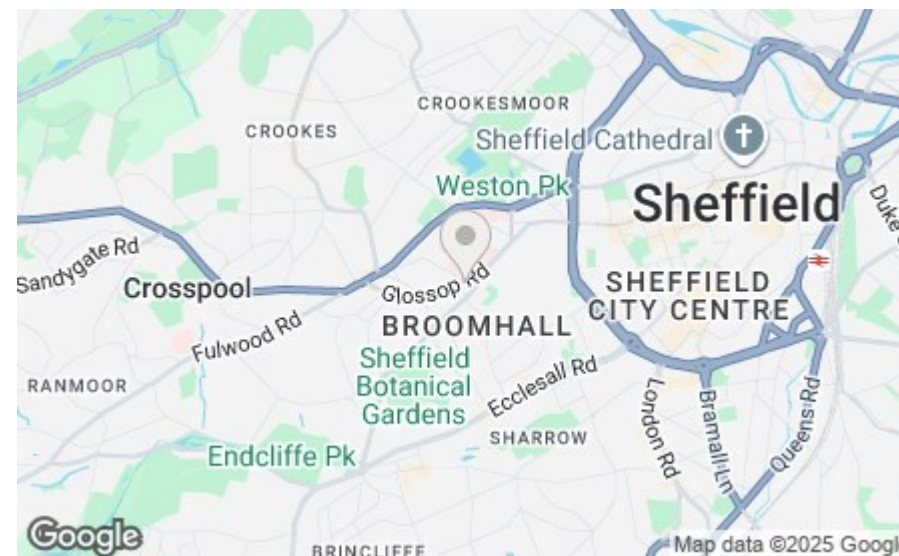 CROOKESMOOR
CROOKES
Sheffield Cathedral
Weston Pk
Sheffield
Duke
Sandygate Rd
Crosspool
Glossop Rd
SHEFFIELD
CITY CENTRE
BROOMHALL
Fulwood Rd
Sheffield
Botanical
Gardens
RANMOOR
Ecclesall Rd
London Rd
Bramall Ln
Queens Rd
SHARROW
Endcliffe Pk
Google
BRINCLIFFE
Map data ©2025 Google